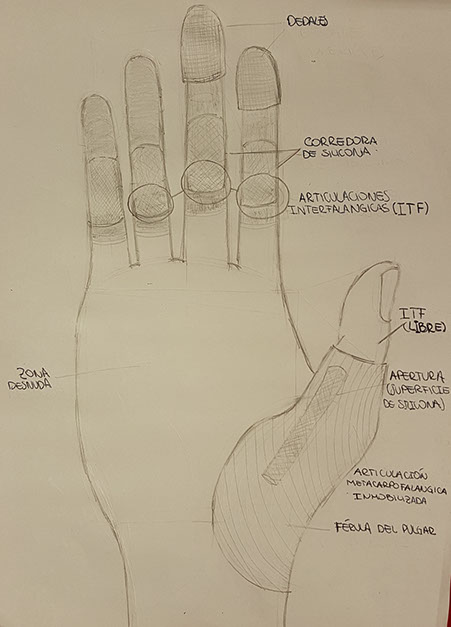 DEDALES
CORREDORA
DE SILICONA
ARTICULACIONES
INTERFALANGICAS (ITF)
ITF
(LIBRE)
ZONA
DESNUDA
APERTURA
(SUPERFICIE
DE SILICONA)
ARTICULACIÓN
METACARPOFALANGICA
INMOBILIZADA
FÉRULA DEL PULGAR